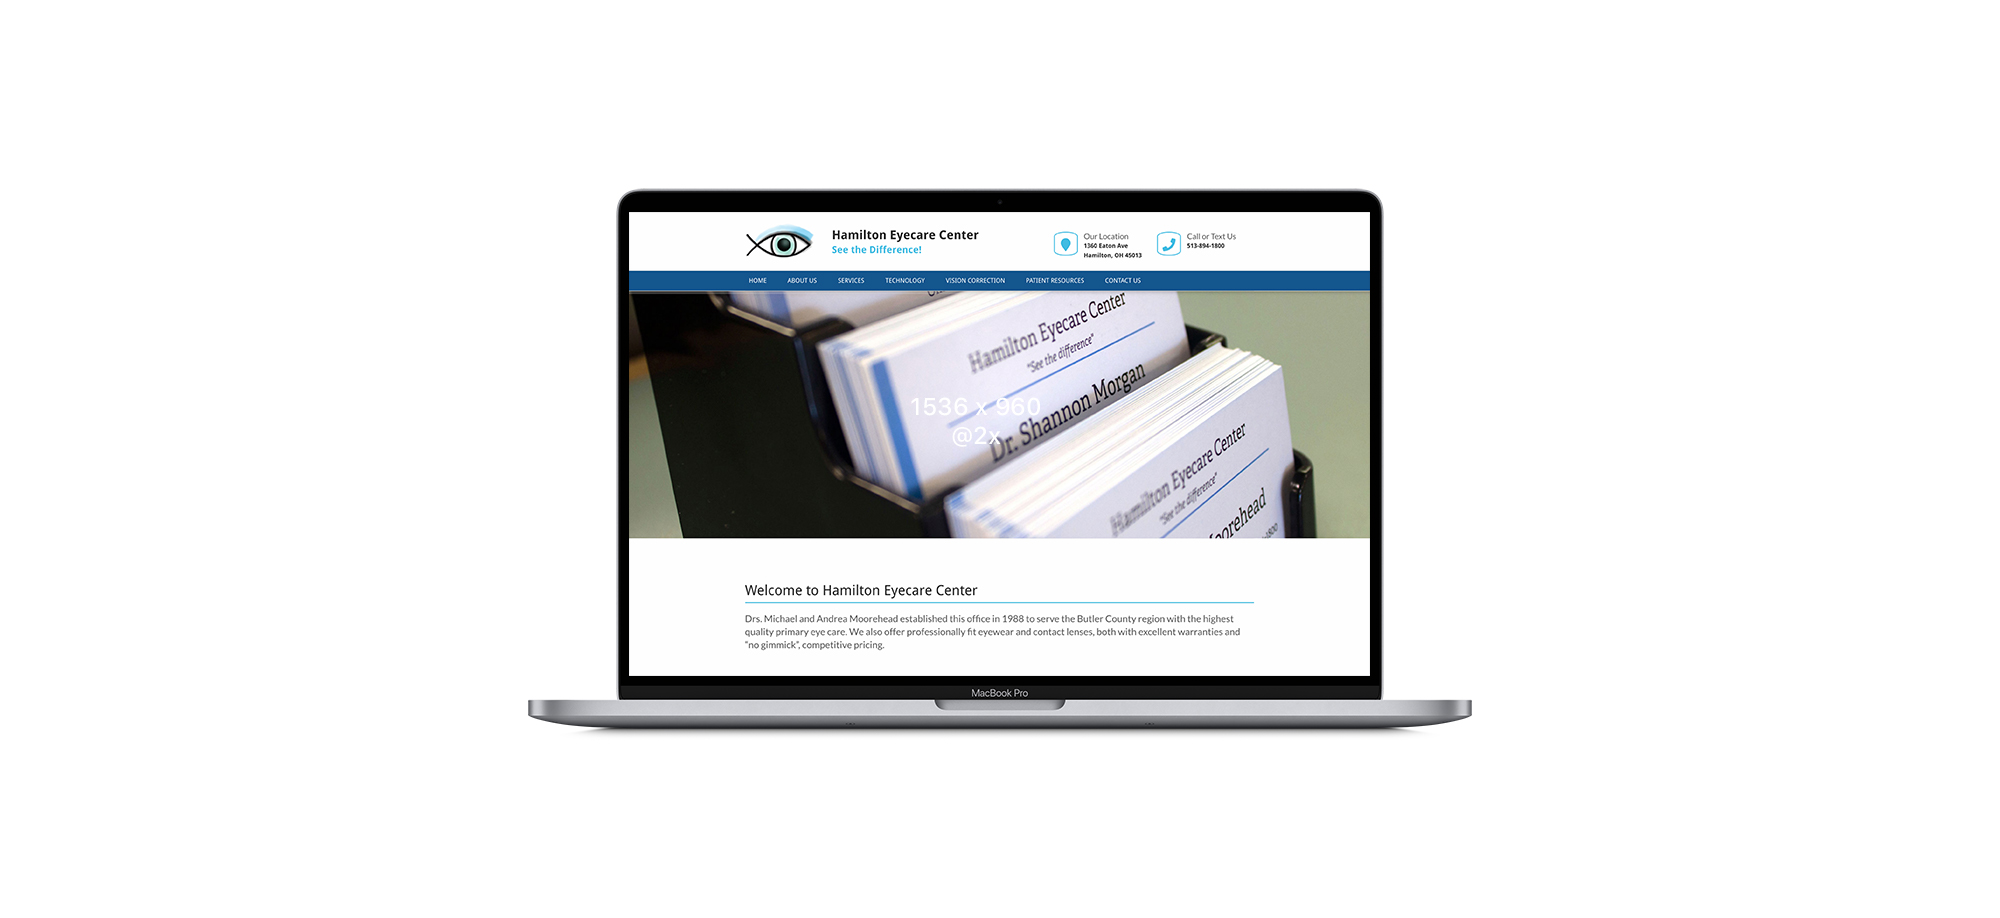 Hamilton Eyecare Center
See the Difference!
Our Location
1360 Eaton Ave
Hamilton, OH 45013
Call or Text Us
513-894-1800
HOME ABOUT US SERVICES TECHNOLOGY VISION CORRECTION PATIENT RESOURCES CONTACT US
Hamilton Eyecare Center
"See the difference"
Dr. Shannon Morgan
1536 x 960
@2x
Hamilton Eyecare Center
"See the difference"
Moorehead
Welcome to Hamilton Eyecare Center
Drs. Michael and Andrea Moorehead established this office in 1988 to serve the Butler County region with the highest
quality primary eye care. We also offer professionally fit eyewear and contact lenses, both with excellent warranties and
"no gimmick", competitive pricing.
MacBook Pro